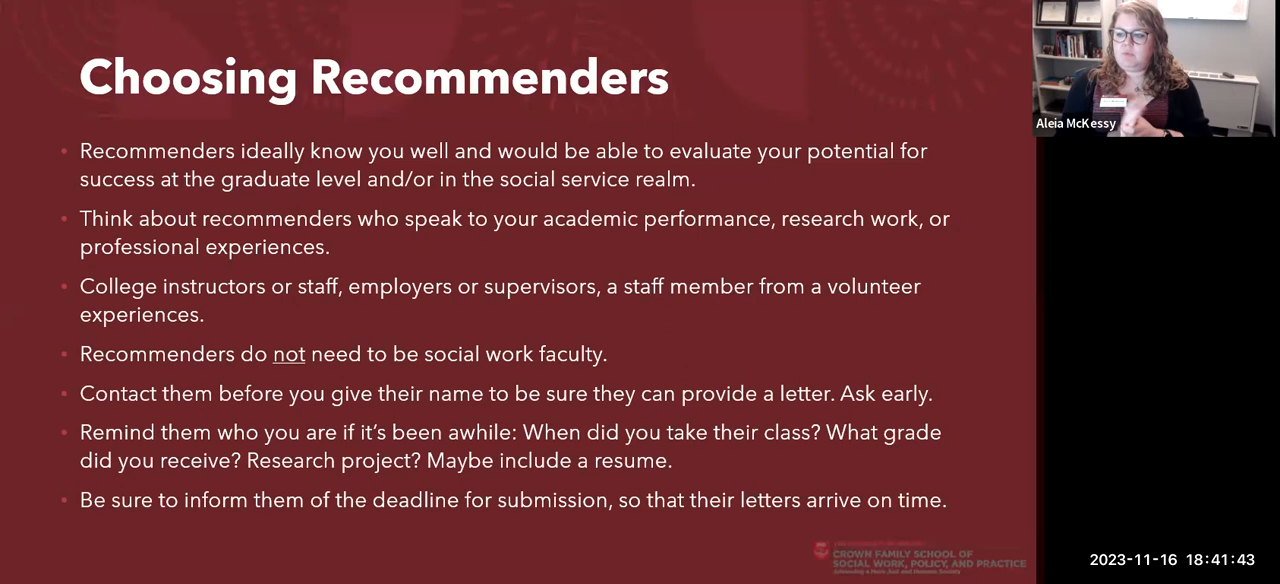 Choosing Recommenders
• Recommenders ideally know you well and would be able to evaluate your potential for
success at the graduate level and/or in the social service realm.
• Think about recommenders who speak to your academic performance, research work, or
professional experiences.
• College instructors or staff, employers or supervisors, a staff member from a volunteer
experiences.
• Recommenders do not need to be social work faculty.
• Contact them before you give their name to be sure they can provide a letter. Ask early.
• Remind them who you are if it's been awhile: When did you take their class? What grade
did you receive? Research project? Maybe include a resume.
• Be sure to inform them of the deadline for submission, so that their letters arrive on time.
CROWN FAMILY SCHOOL OF
SOCIAL WORK, POLICY, AND PRACTICE
Aleia McKessy
2023-11-16 18:41:43